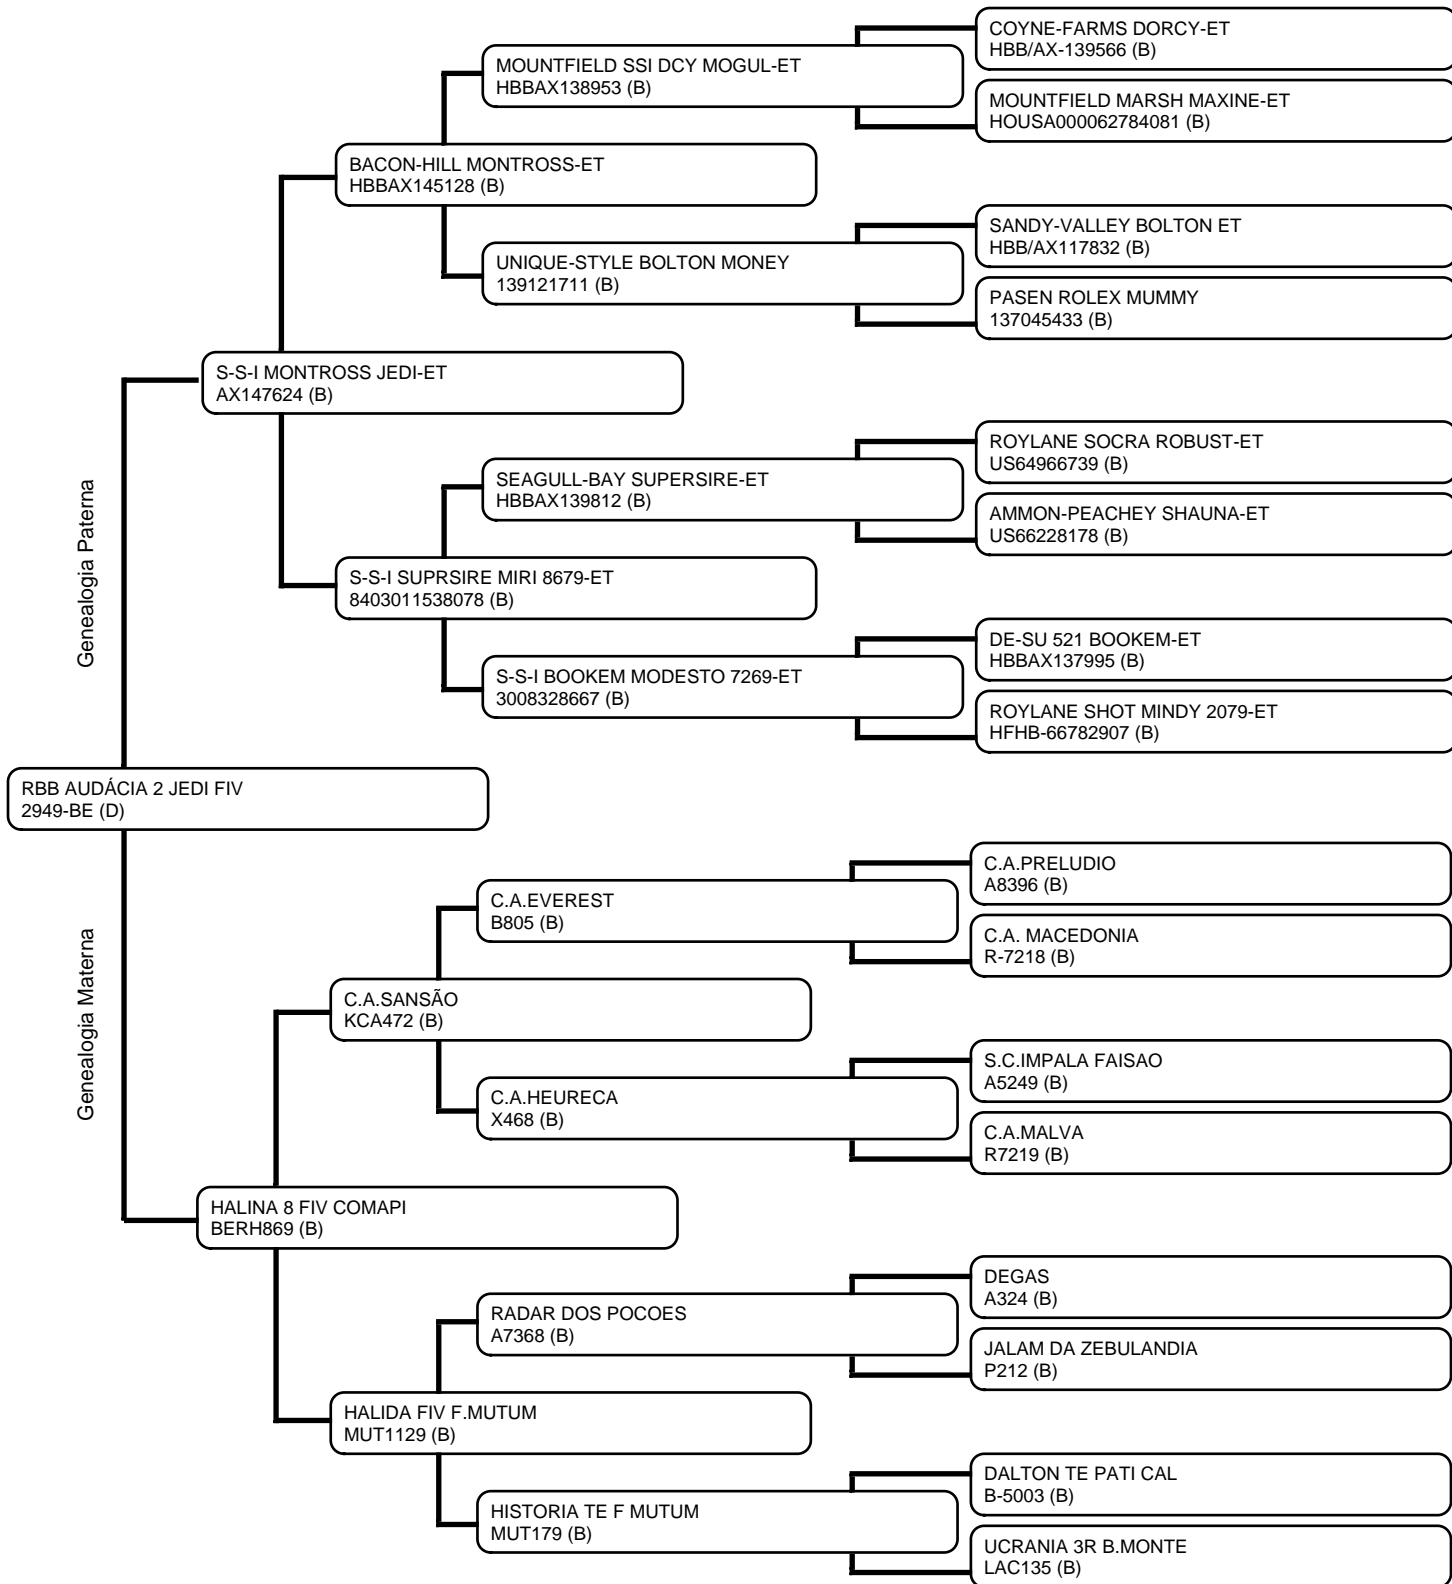 COYNE-FARMS DORCY-ET
HBB/AX-139566 (B)
MOUNTFIELD SSI DCY MOGUL-ET
HBBAX138953 (B)
MOUNTFIELD MARSH MAXINE-ET
HOUSA000062784081 (B)
BACON-HILL MONTROSS-ET
HBBAX145128 (B)
SANDY-VALLEY BOLTON ET
HBB/AX117832 (B)
UNIQUE-STYLE BOLTON MONEY
139121711 (B)
PASEN ROLEX MUMMY
137045433 (B)
S-S-I MONTROSS JEDI-ET
AX147624 (B)
ROYLANE SOCRA ROBUST-ET
US64966739 (B)
SEAGULL-BAY SUPERSIRE-ET
HBBAX139812 (B)
AMMON-PEACHEY SHAUNA-ET
US66228178 (B)
Genealogia Paterna
S-S-I SUPRSIRE MIRI 8679-ET
8403011538078 (B)
DE-SU 521 BOOKEM-ET
HBBAX137995 (B)
S-S-I BOOKEM MODESTO 7269-ET
3008328667 (B)
ROYLANE SHOT MINDY 2079-ET
HFHB-66782907 (B)
RBB AUDÁCIA 2 JEDI FIV
2949-BE (D)
C.A.PRELUDIO
A8396 (B)
C.A.EVEREST
B805 (B)
C.A. MACEDONIA
R-7218 (B)
Genealogia Materna
C.A.SANSÃO
KCA472 (B)
S.C.IMPALA FAISAO
A5249 (B)
C.A.HEURECA
X468 (B)
C.A.MALVA
R7219 (B)
HALINA 8 FIV COMAPI
BERH869 (B)
DEGAS
A324 (B)
RADAR DOS POCOES
A7368 (B)
JALAM DA ZEBULANDIA
P212 (B)
HALIDA FIV F.MUTUM
MUT1129 (B)
DALTON TE PATI CAL
B-5003 (B)
HISTORIA TE F MUTUM
MUT179 (B)
UCRANIA 3R B.MONTE
LAC135 (B)